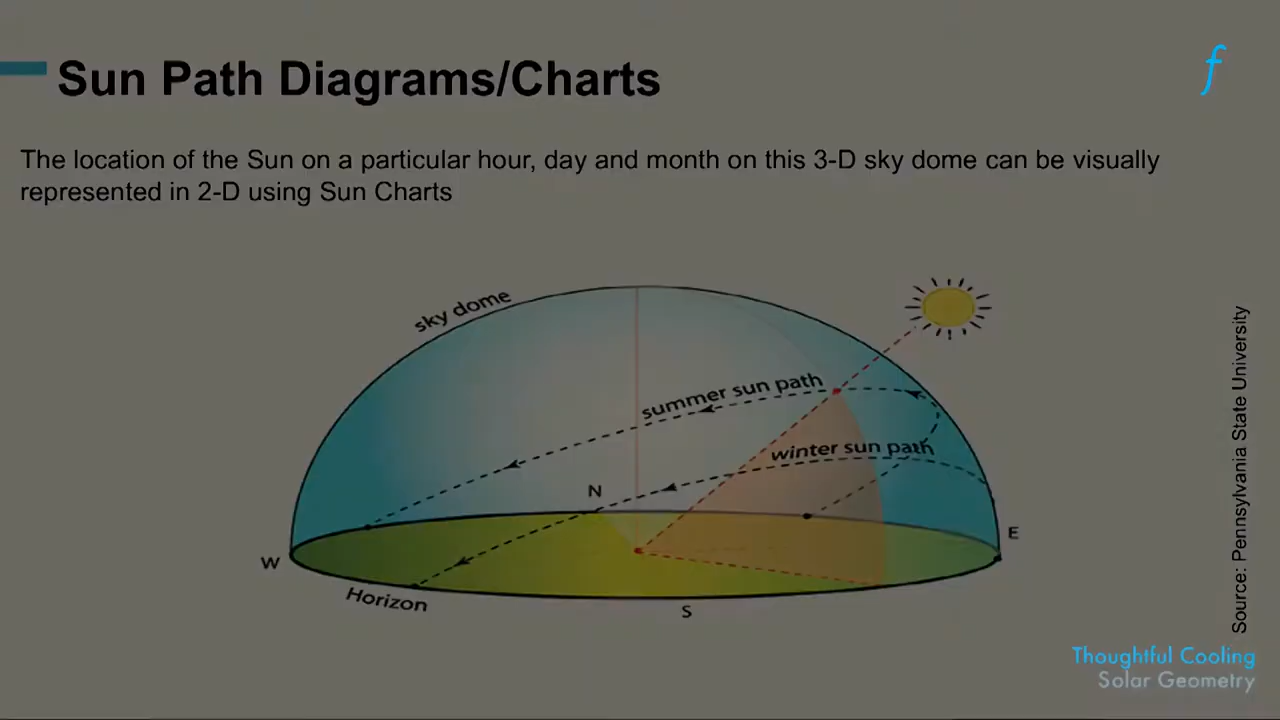 Sun Path Diagrams/Charts
f
The location of the Sun on a particular hour, day and month on this 3-D sky dome can be visually
represented in 2-D using Sun Charts
sky dome
summer sun path
winter sun path
N
E
W
Horizon
S
Source: Pennsylvania State University
Thoughtful Cooling
Solar Geometry